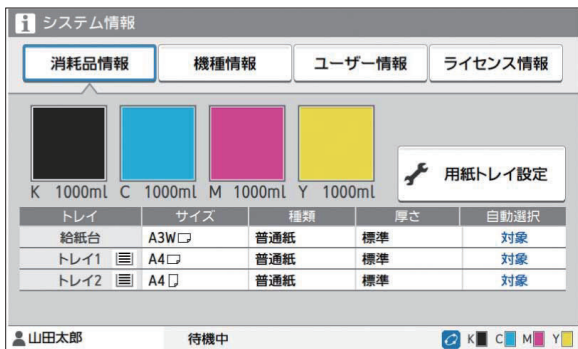 システム情報
消耗品情報 機種情報 ユーザー情報 ライセンス情報
K 1000ml C 1000ml M 1000ml Y 1000ml
用紙トレイ設定
トレイ サイズ 種類 厚さ 自動選択
給紙台 A3W 普通紙 標準 対象
トレイ1 A4 普通紙 標準 対象
トレイ2 A4 普通紙 標準 対象
山田太郎 待機中 K C M Y